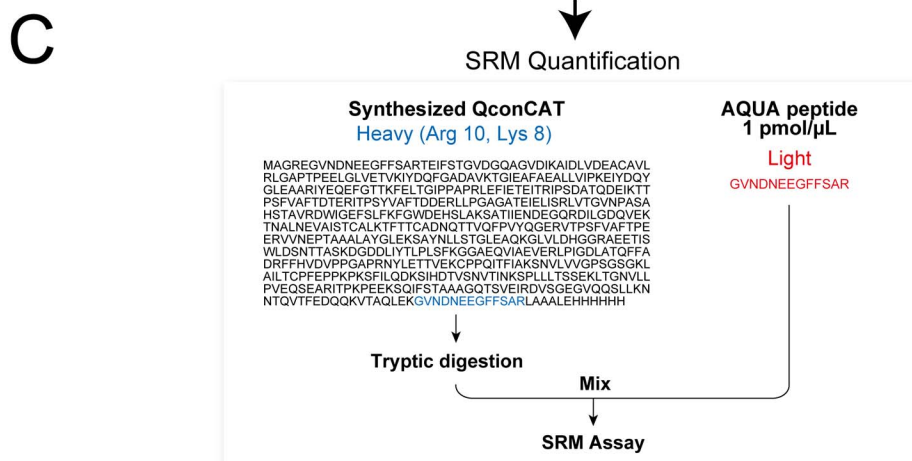 C
SRM Quantification
Synthesized QconCAT
Heavy (Arg 10, Lys 8)
MAGREGVNDNEEGFFSARTEIFSTGVDGQAGVDIKAIDLVDEACAVL
RLGAPTPEELGLVETVKIYDQFGADAVKTGIEAFAEALLVIPKEIYDQY
GLEAARIYEQEFGTTKFELTGIPPAPRLEFIETEITRIPSDATQDEIKTT
PSFVAFTDTERITPSYVAFTDDERLLPGAGATEIELISRLVTGVNPASA
HSTAVRDWIGEFSLFKFGWDEHSLAKSATIIENDEGQRDILGDQVEK
TNALNEVAISTCALKTFTTCADNQTTVQFPVYQGERVTPSFVAFTPE
ERVVNEPTAAALAYGLEKSAYNLLSTGLEAQKGLVLDHGGRAEETIS
WLDSNTTASKDGDDLIYTLPLSFKGGAEQVIAEVERLPIGDLATQFFA
DRFFHVDVPPGAPRNYLETTVEKCPPQITFIAKSNVLVVGPSGSGKL
AILTCPFEPPKPKSFILQDKSIHDTVSNVTINKSPLLLTSSEKLTGNVLL
PVEQSEARITPKPEEKSQIFSTAAAGQTSVEIRDVSGEGVQQSLLKN
NTQVTFEDQQKVTAQLEKGVNDNEEGFFSARLAAALEHHHHHH
AQUA peptide
1 pmol/µL
Light
GVNDNEEGFFSAR
Tryptic digestion
Mix
SRM Assay